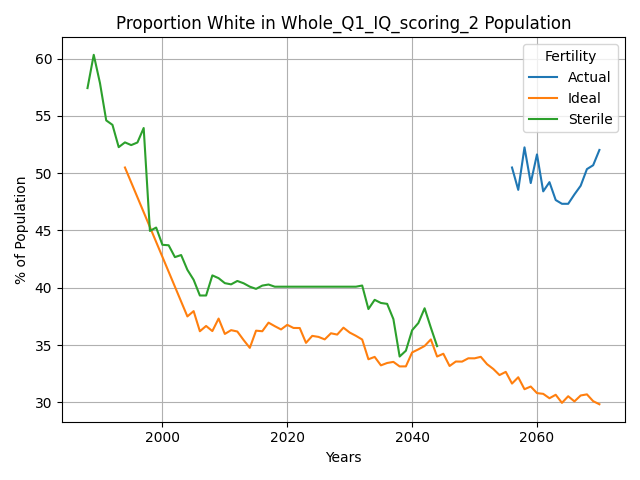 Proportion White in Whole_Q1_IQ_scoring_2 Population
Fertility
Actual
Ideal
Sterile
% of Population
60
55
50
45
40
35
30
2000
2020
2040
2060
Years